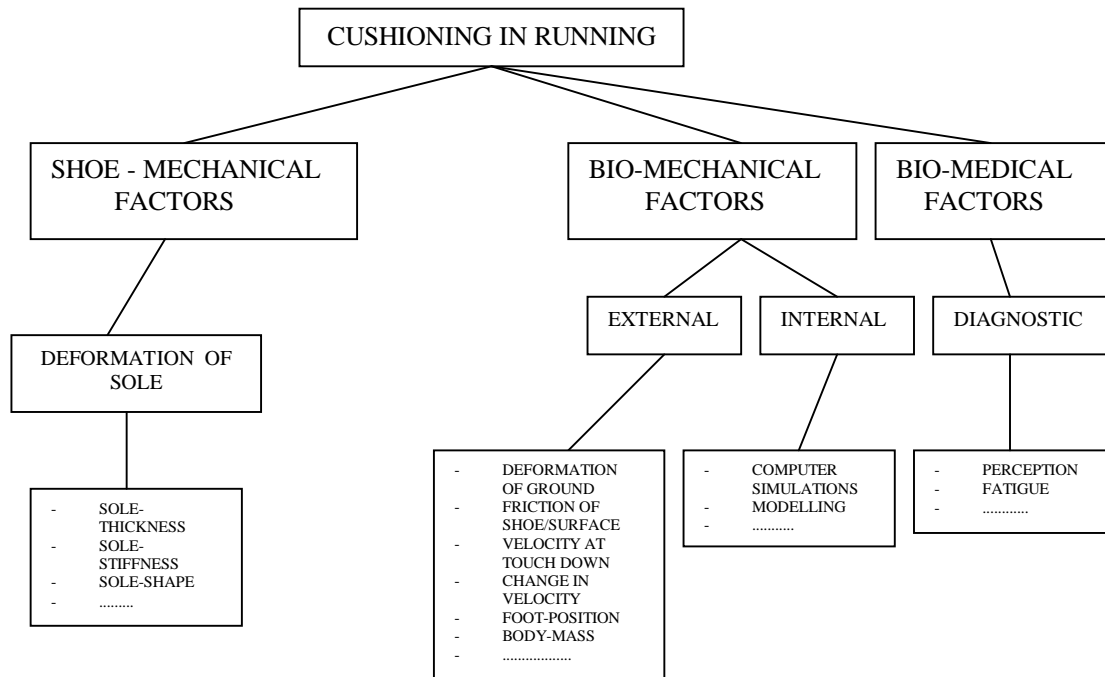 CUSHIONING IN RUNNING
SHOE - MECHANICAL
FACTORS
BIO-MECHANICAL
FACTORS
BIO-MEDICAL
FACTORS
EXTERNAL
INTERNAL
DIAGNOSTIC
DEFORMATION OF
SOLE
- SOLE-
THICKNESS
- SOLE-
STIFFNESS
- SOLE-SHAPE
- .........
- DEFORMATION
OF GROUND
- FRICTION OF
SHOE/SURFACE
- VELOCITY AT
TOUCH DOWN
- CHANGE IN
VELOCITY
- FOOT-POSITION
- BODY-MASS
- ..................
- COMPUTER
SIMULATIONS
- MODELLING
- ...........
- PERCEPTION
- FATIGUE
- ............